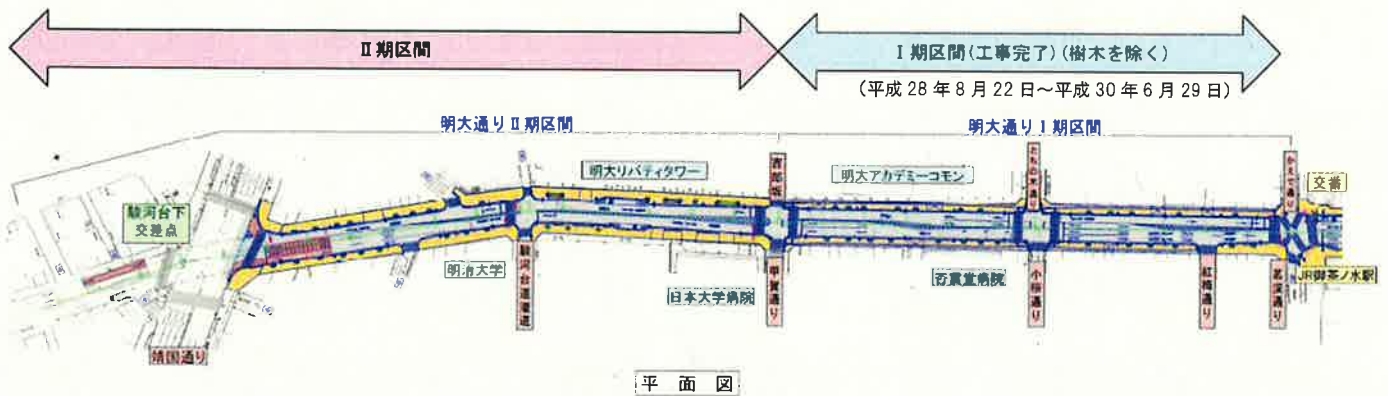 Ⅱ期区間
Ⅰ期区間(工事完了)(樹木を除く)
(平成28年8月22日～平成30年6月29日)
明大通りⅡ期区間
明大通りⅠ期区間
明大リバティタワー
吉郎坂
明大アカデミーコモン
とちの木通り
かえで通り
交番
駿河台下
交差点
明治大学
駿河台道灌道
日本大学病院
甲賀通り
杏雲堂病院
小桜通り
紅梅通り
茗溪通り
JR御茶ノ水駅
靖国通り
平面図